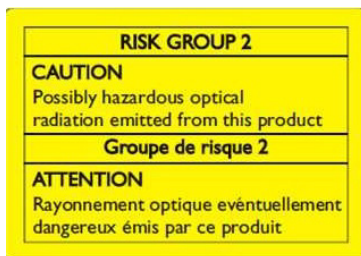 RISK GROUP 2
CAUTION
Possibly hazardous optical
radiation emitted from this product
Groupe de risque 2
ATTENTION
Rayonnement optique evéntuellement
dangereux émis par ce produit